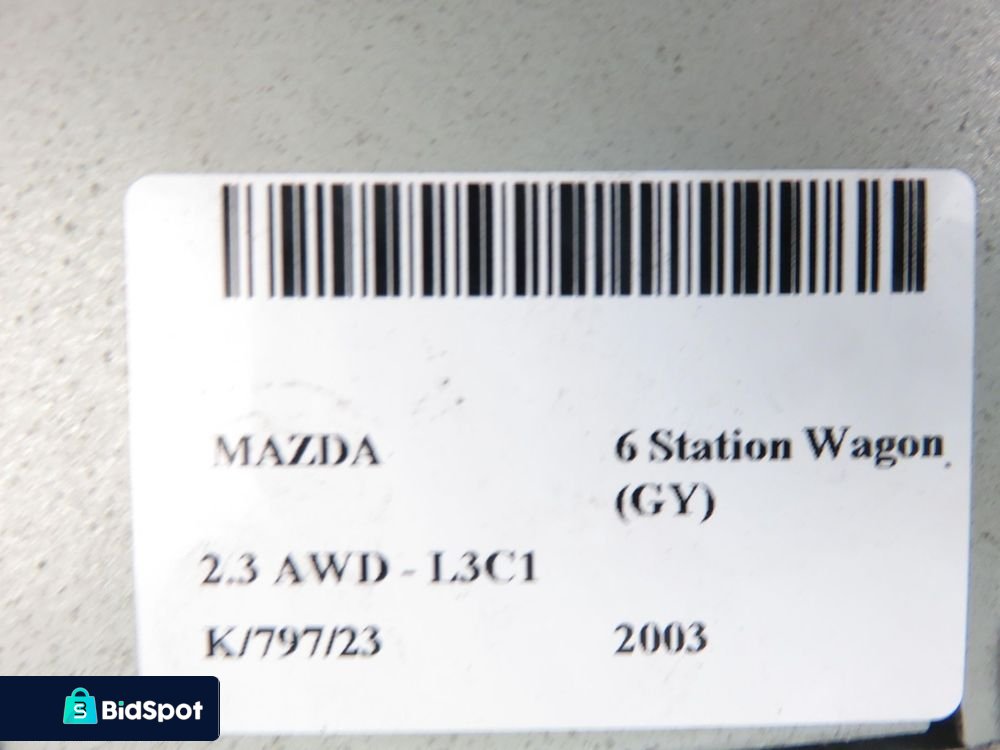 MAZDA 6 Station Wagon
(GY)
2.3 AWD - L3C1
K/797/23 2003
BidSpot